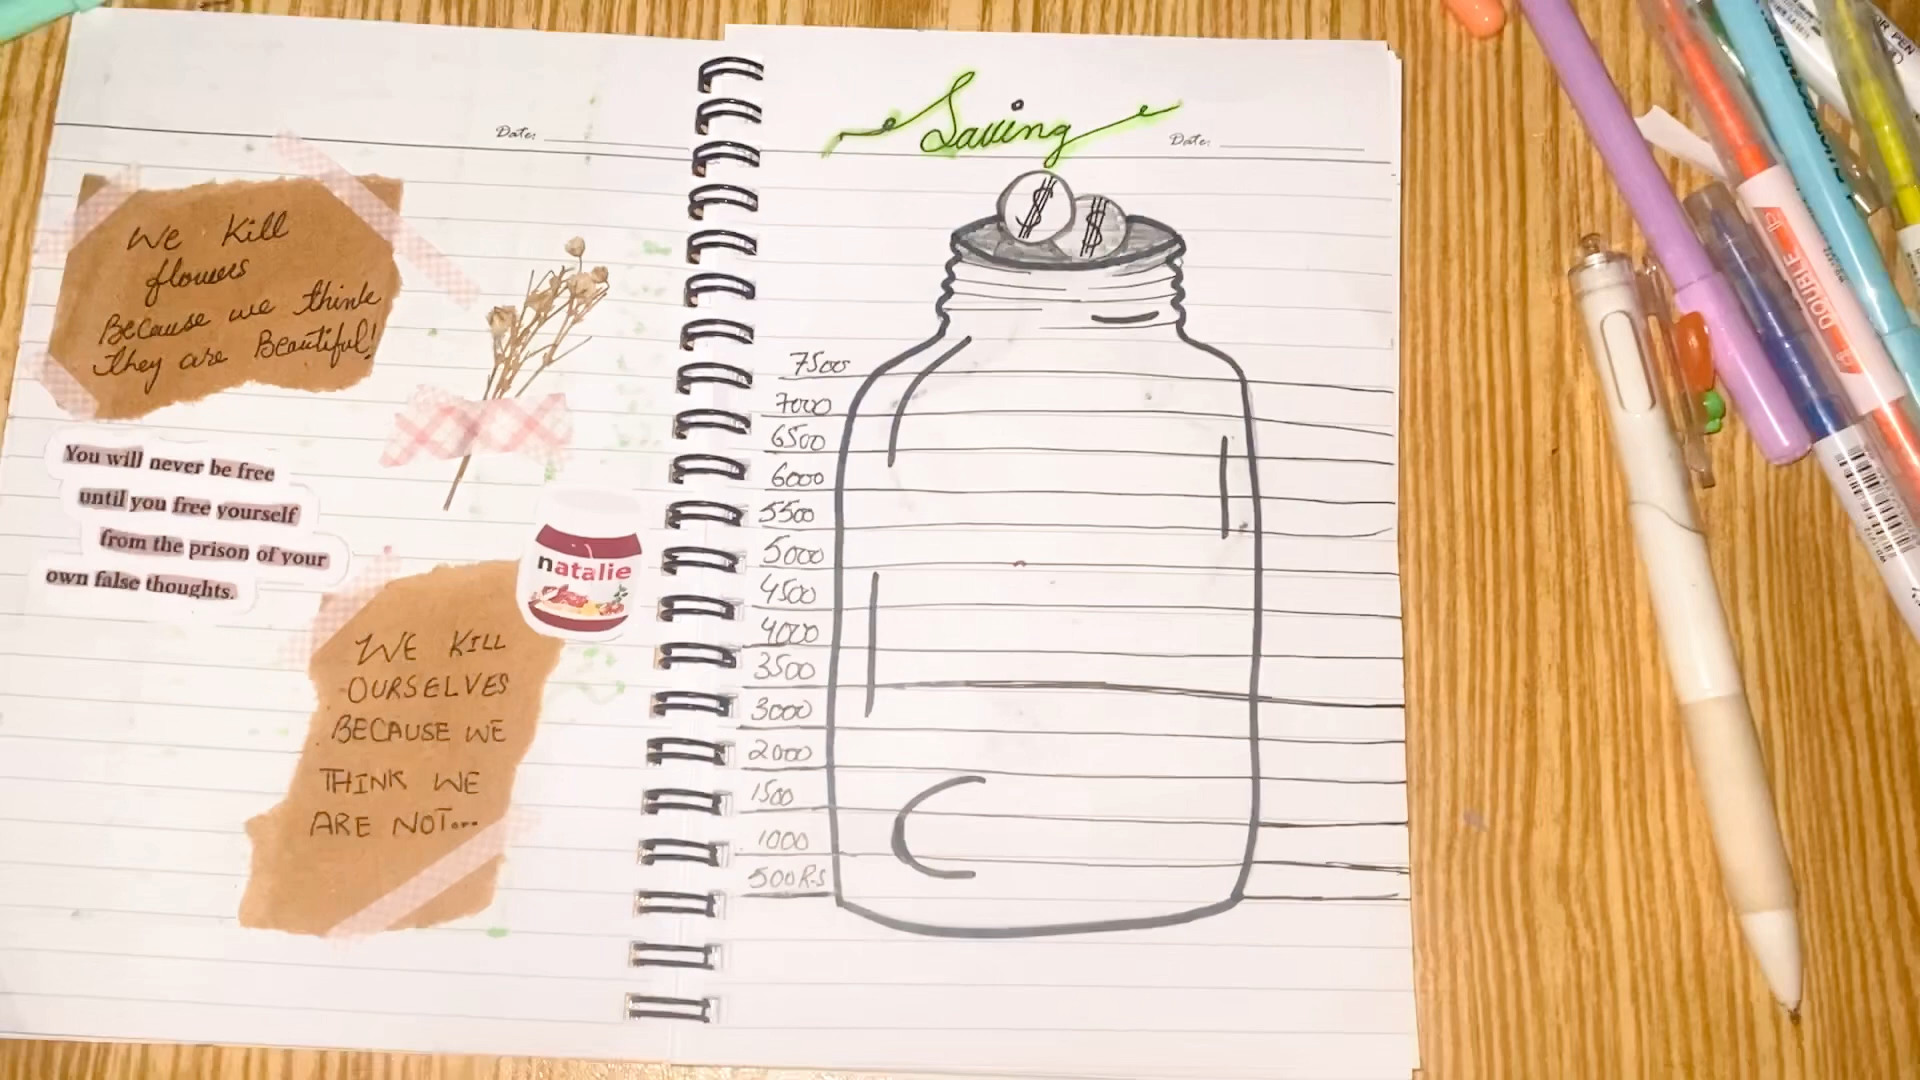 Date:
We Kill
flowers
Because we think
They are Beautiful!
You will never be free
until you free yourself
from the prison of your
own false thoughts.
natalie
WE KILL
OURSELVES
BECAUSE WE
THINK WE
ARE NOT...
Saving
Date:
$ $
7500
7000
6500
6000
5500
5000
4500
4000
3500
3000
2000
1500
1000
500 R.S
DOUBLE